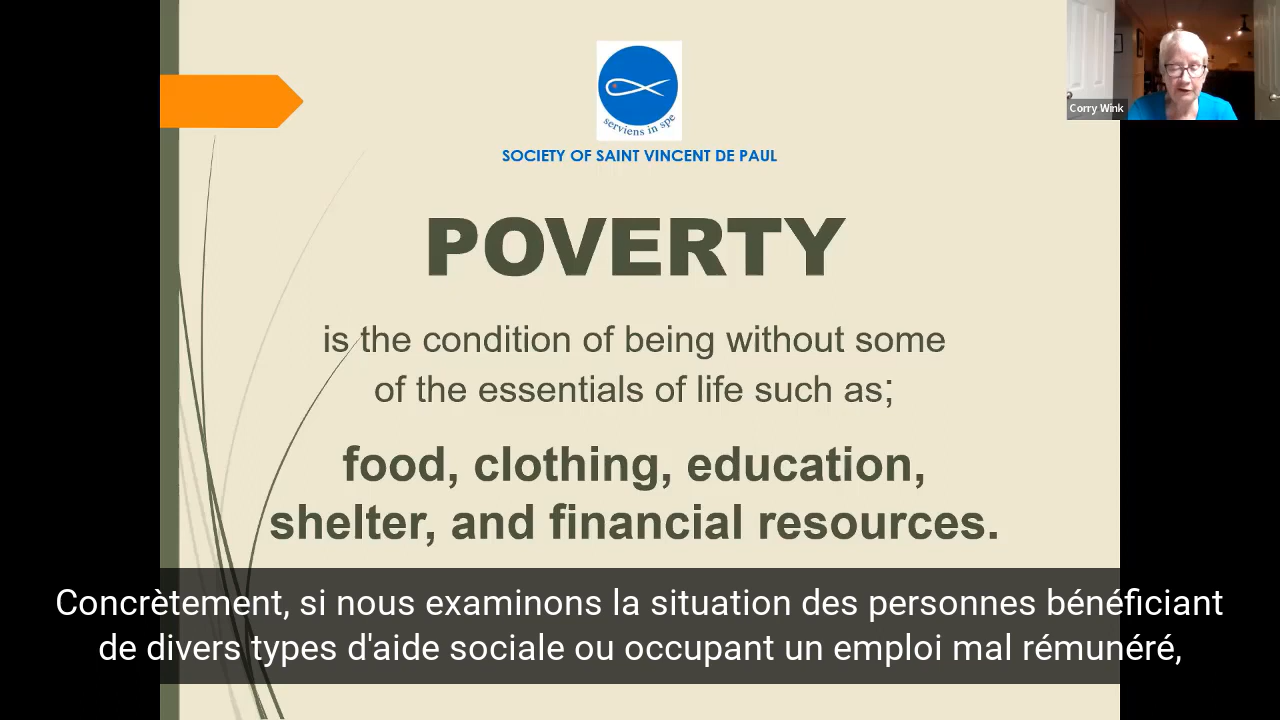 Corry Wink
serviens in spe
SOCIETY OF SAINT VINCENT DE PAUL
POVERTY
is the condition of being without some
of the essentials of life such as;
food, clothing, education,
shelter, and financial resources.
Concrètement, si nous examinons la situation des personnes bénéficiant
de divers types d'aide sociale ou occupant un emploi mal rémunéré,